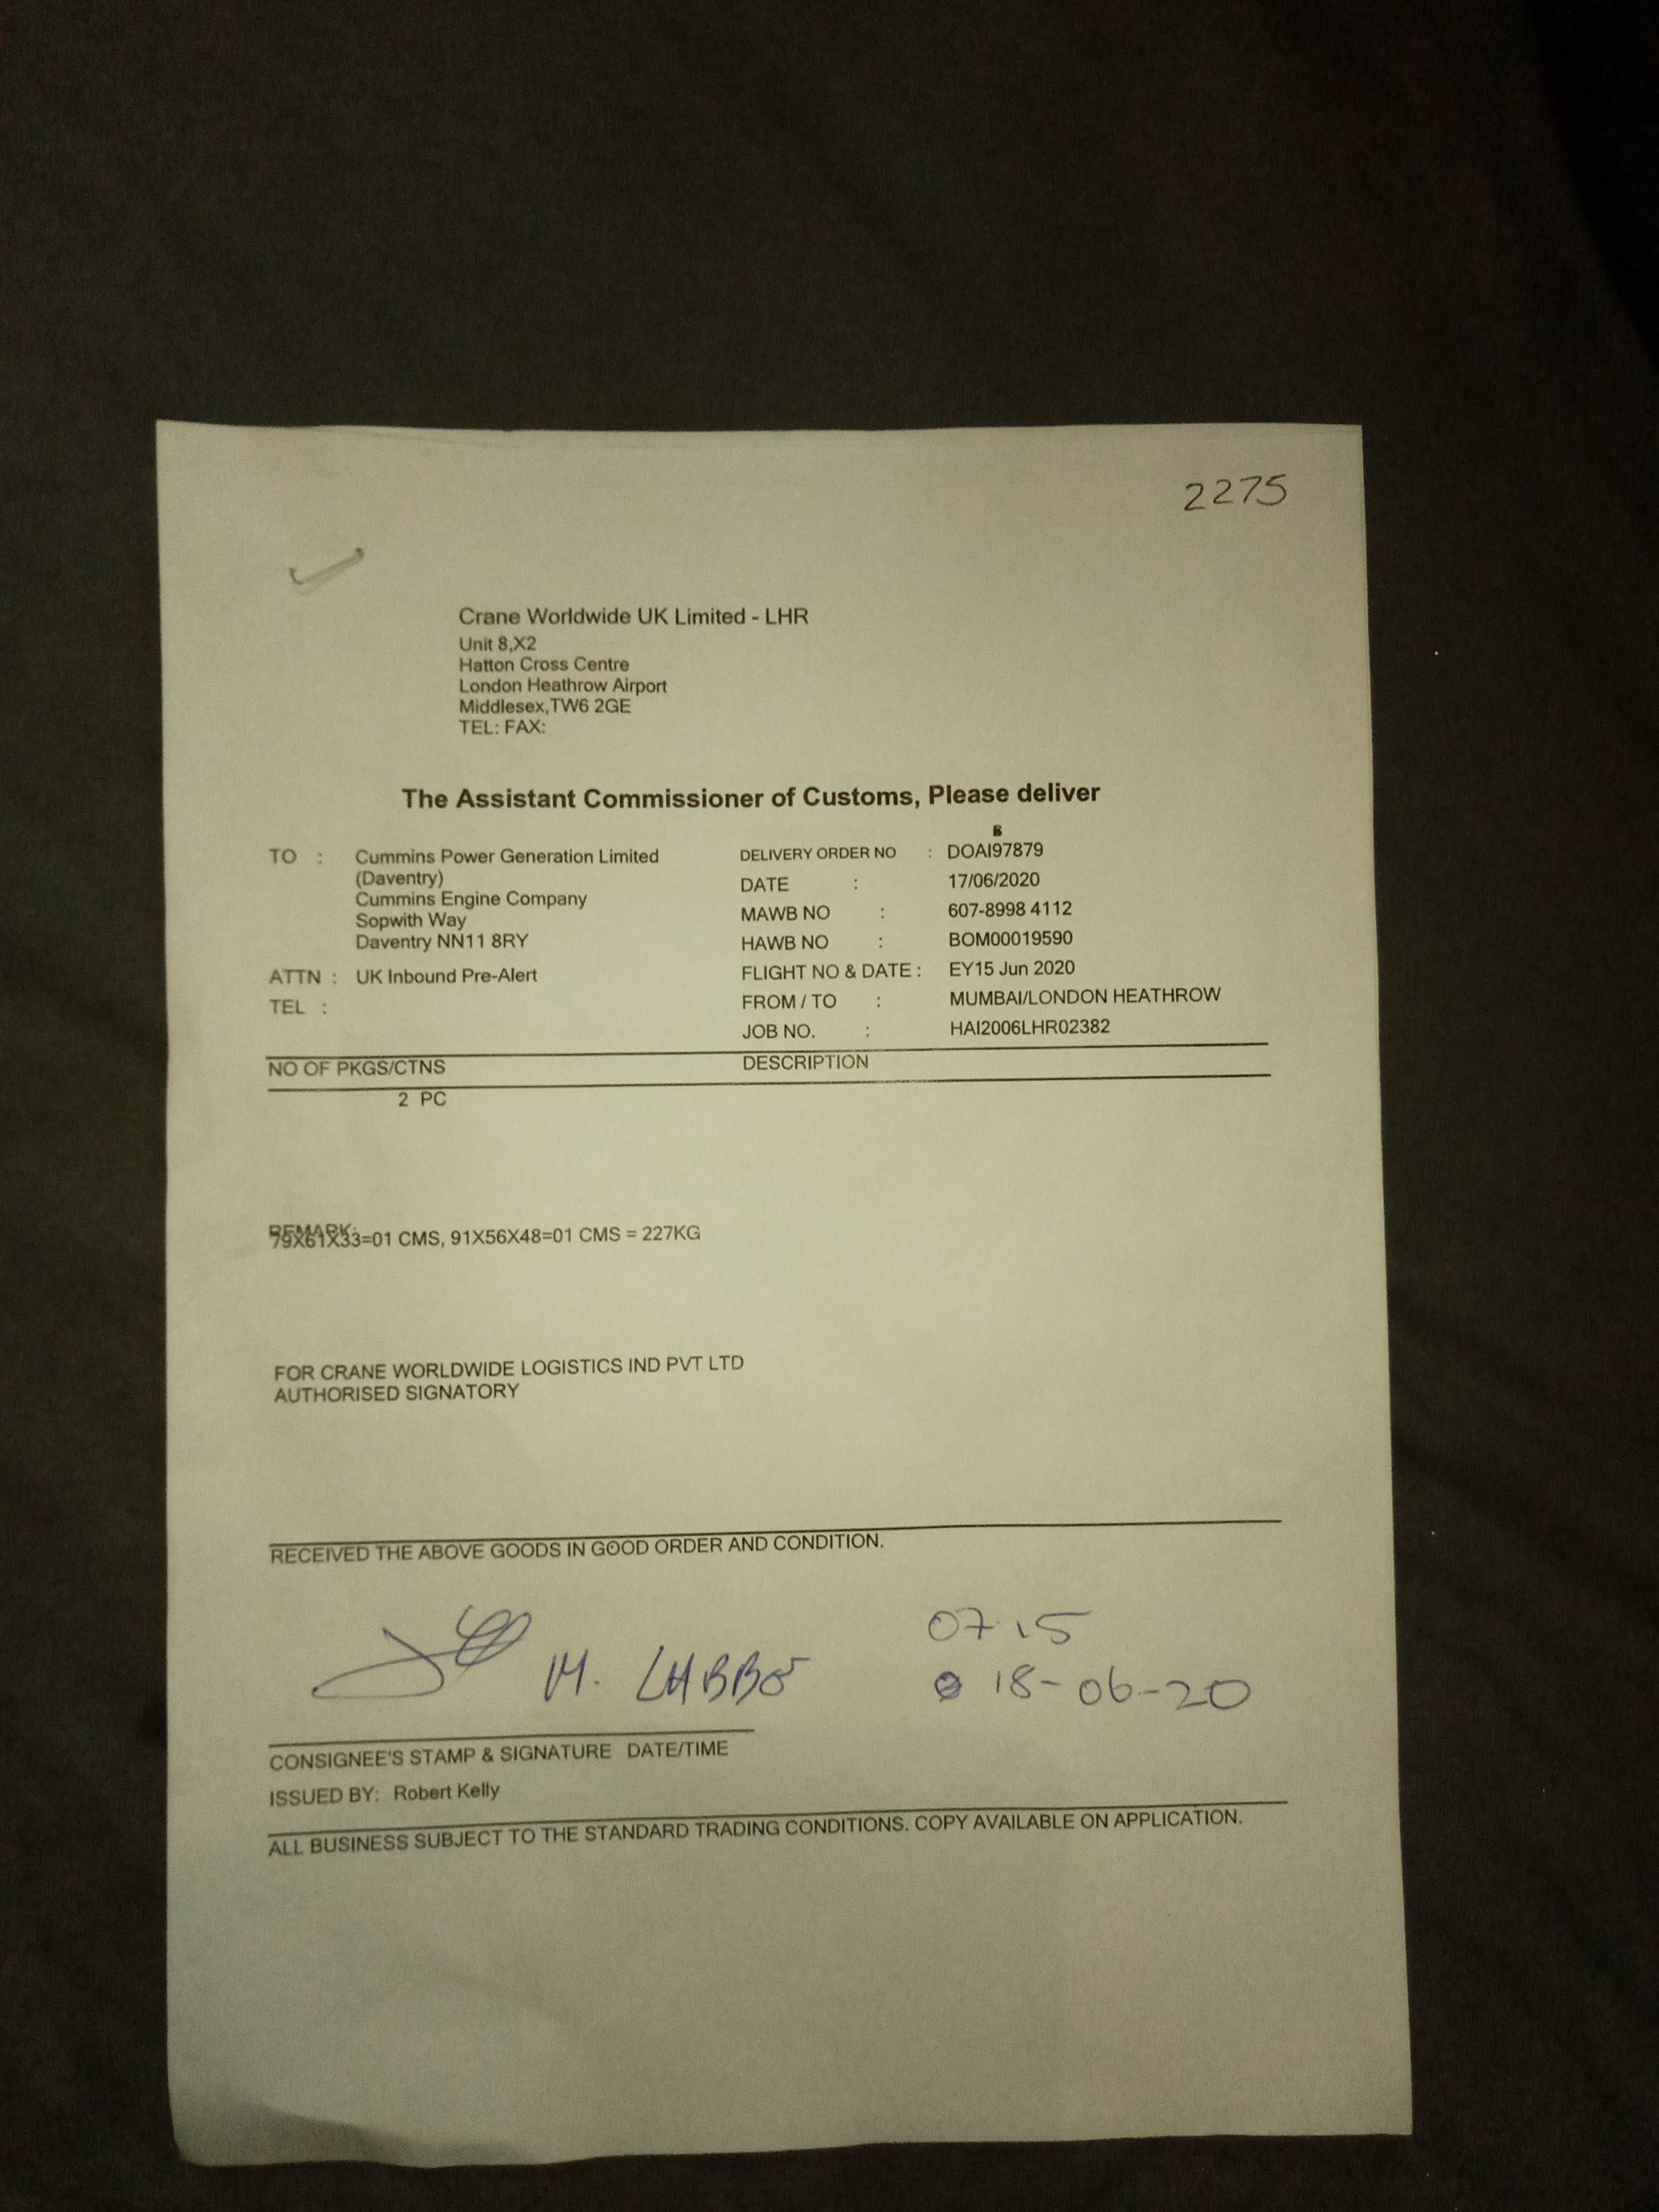 2275
Crane Worldwide UK Limited - LHR
Unit 8,X2
Hatton Cross Centre
London Heathrow Airport
Middlesex,TW6 2GE
TEL: FAX:
The Assistant Commissioner of Customs, Please deliver
TO : Cummins Power Generation Limited
(Daventry)
Cummins Engine Company
Sopwith Way
Daventry NN11 8RY
ATTN : UK Inbound Pre-Alert
TEL :
DELIVERY ORDER NO : DOAI97879
DATE : 17/06/2020
MAWB NO : 607-8998 4112
HAWB NO : BOM00019590
FLIGHT NO & DATE : EY15 Jun 2020
FROM / TO : MUMBAI/LONDON HEATHROW
JOB NO. : HAI2006LHR02382
NO OF PKGS/CTNS DESCRIPTION
2 PC
REMARK:
79X61X33=01 CMS, 91X56X48=01 CMS = 227KG
FOR CRANE WORLDWIDE LOGISTICS IND PVT LTD
AUTHORISED SIGNATORY
RECEIVED THE ABOVE GOODS IN GOOD ORDER AND CONDITION.
07.15
M. 18-06-20
CONSIGNEE'S STAMP & SIGNATURE DATE/TIME
ISSUED BY: Robert Kelly
ALL BUSINESS SUBJECT TO THE STANDARD TRADING CONDITIONS. COPY AVAILABLE ON APPLICATION.